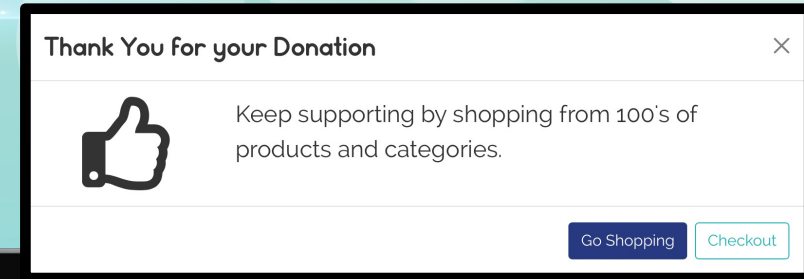 Thank You for your Donation
Keep supporting by shopping from 100's of
products and categories.
Go Shopping
Checkout